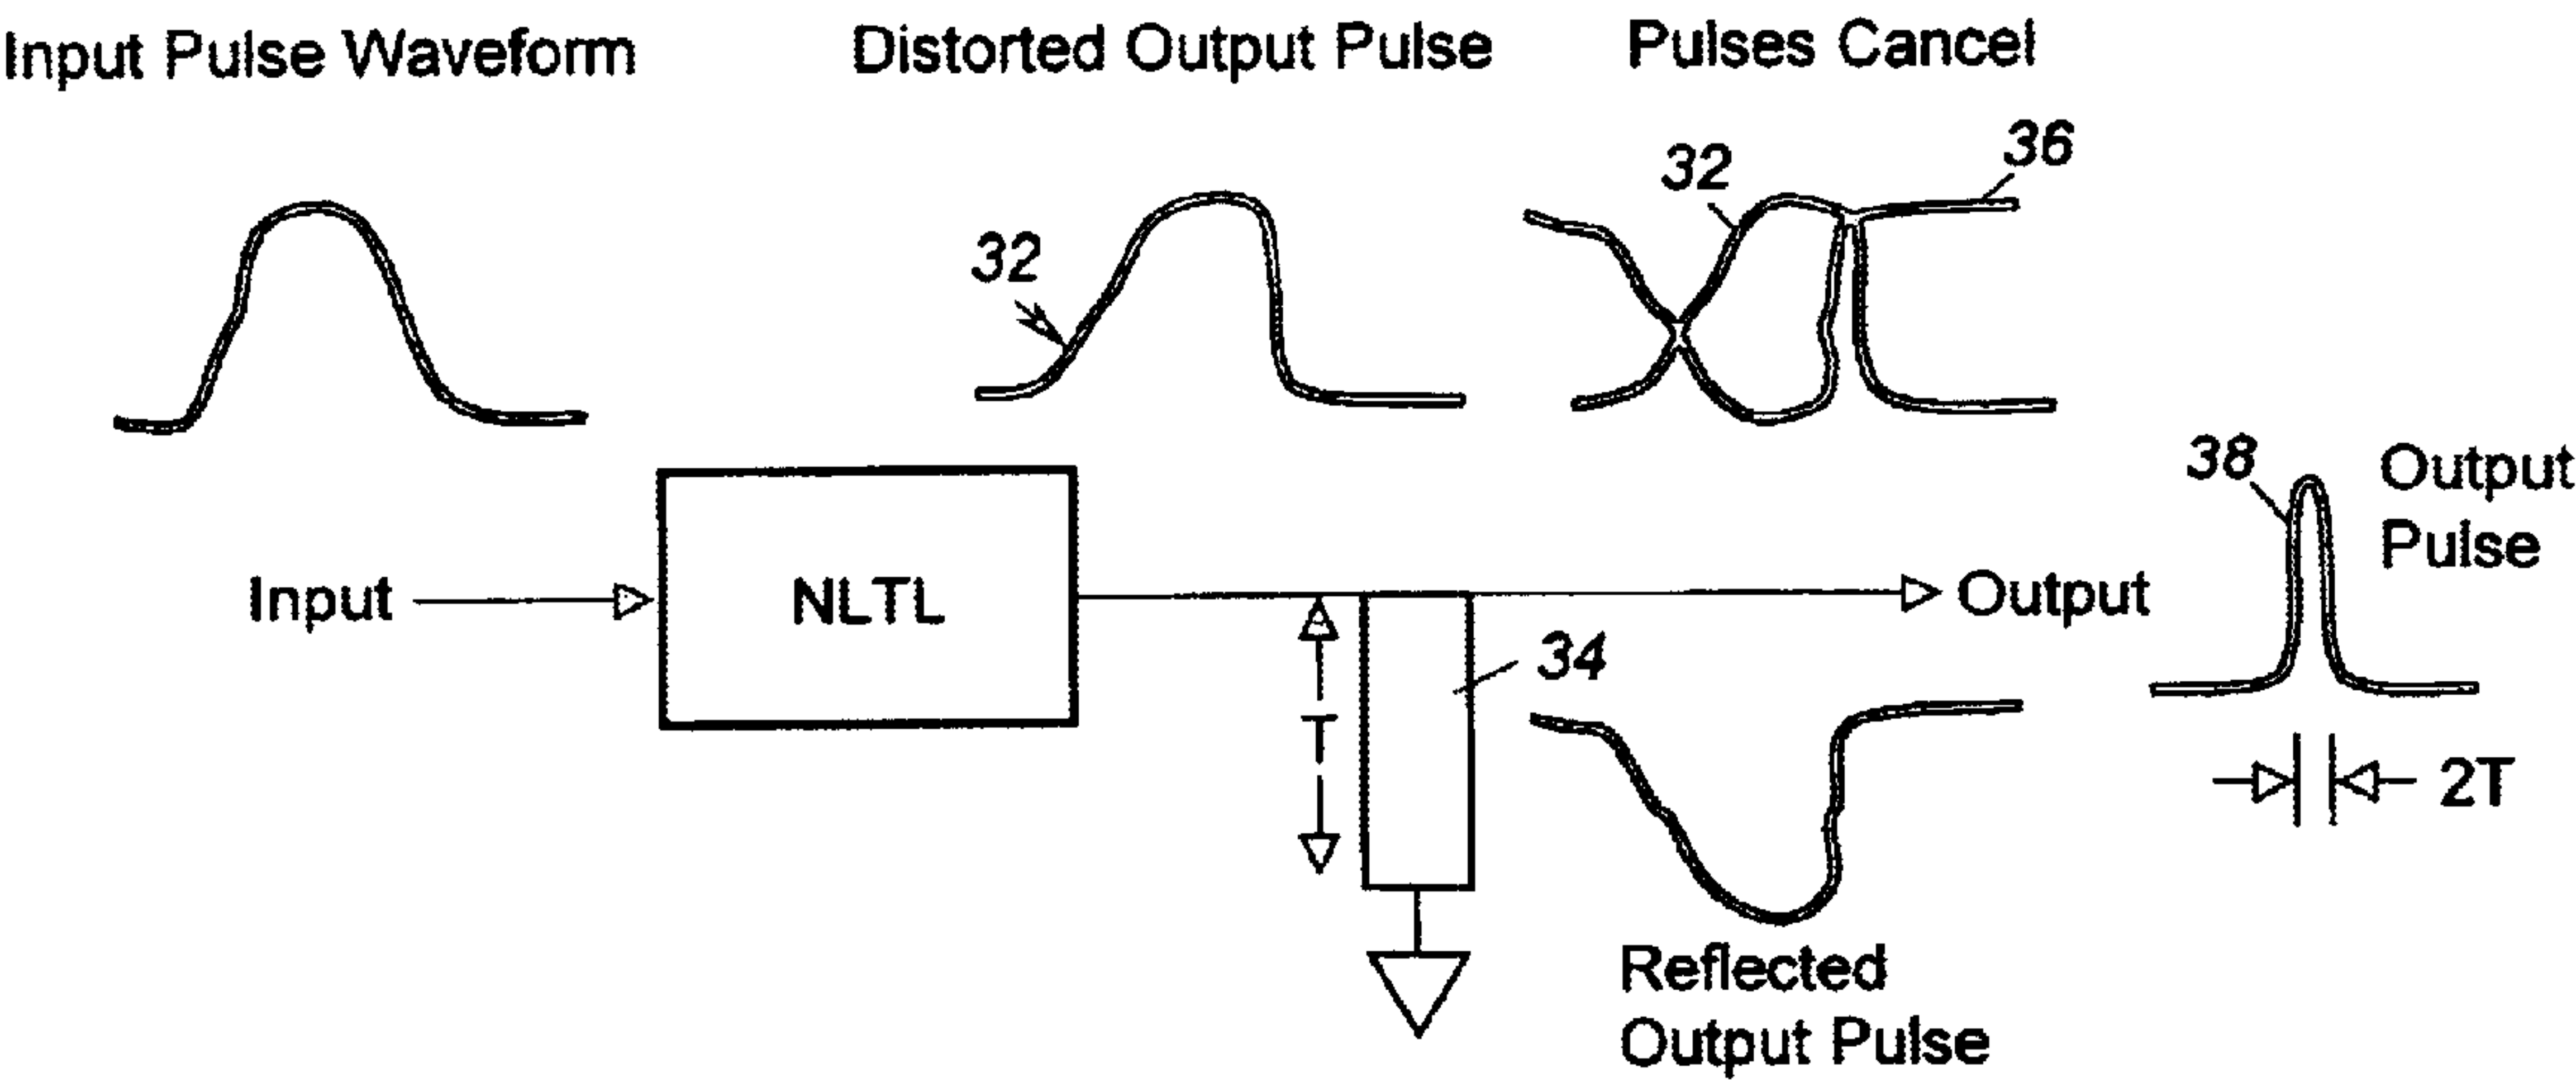 Input Pulse Waveform
Distorted Output Pulse
Pulses Cancel
32
32
36
Input
NLTL
Output
38
Output
Pulse
T
34
2T
Reflected
Output Pulse